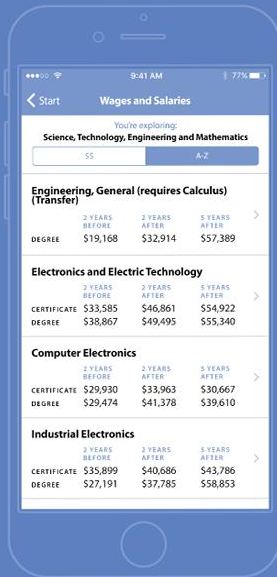 9:41 AM 77%
Start Wages and Salaries
You're exploring:
Science, Technology, Engineering and Mathematics
$$ A-Z
Engineering, General (requires Calculus)
(Transfer)
2 YEARS 2 YEARS 5 YEARS
BEFORE AFTER AFTER
DEGREE $19,168 $32,914 $57,389
Electronics and Electric Technology
2 YEARS 2 YEARS 5 YEARS
BEFORE AFTER AFTER
CERTIFICATE $33,585 $46,861 $54,922
DEGREE $38,867 $49,495 $55,340
Computer Electronics
2 YEARS 2 YEARS 5 YEARS
BEFORE AFTER AFTER
CERTIFICATE $29,930 $33,963 $30,667
DEGREE $29,474 $41,378 $39,610
Industrial Electronics
2 YEARS 2 YEARS 5 YEARS
BEFORE AFTER AFTER
CERTIFICATE $35,899 $40,686 $43,786
DEGREE $27,191 $37,785 $58,853